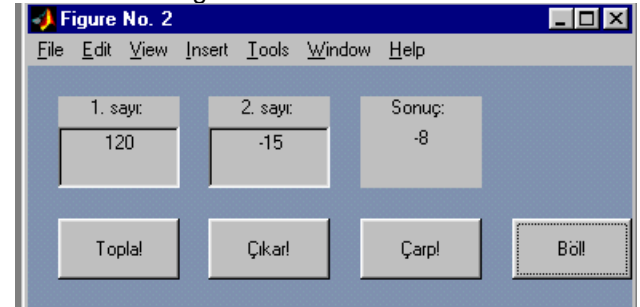 Figure No. 2
File Edit View Insert Tools Window Help
1. sayı: 2. sayı: Sonuç:
120 -15 -8
Topla! Çıkar! Çarp! Böl!